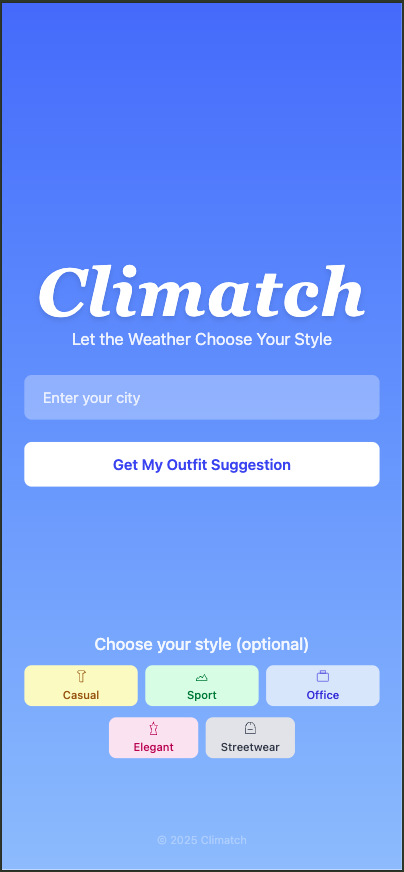 Climatch
Let the Weather Choose Your Style
Enter your city
Get My Outfit Suggestion
Choose your style (optional)
Casual
Sport
Office
Elegant
Streetwear
© 2025 Climatch